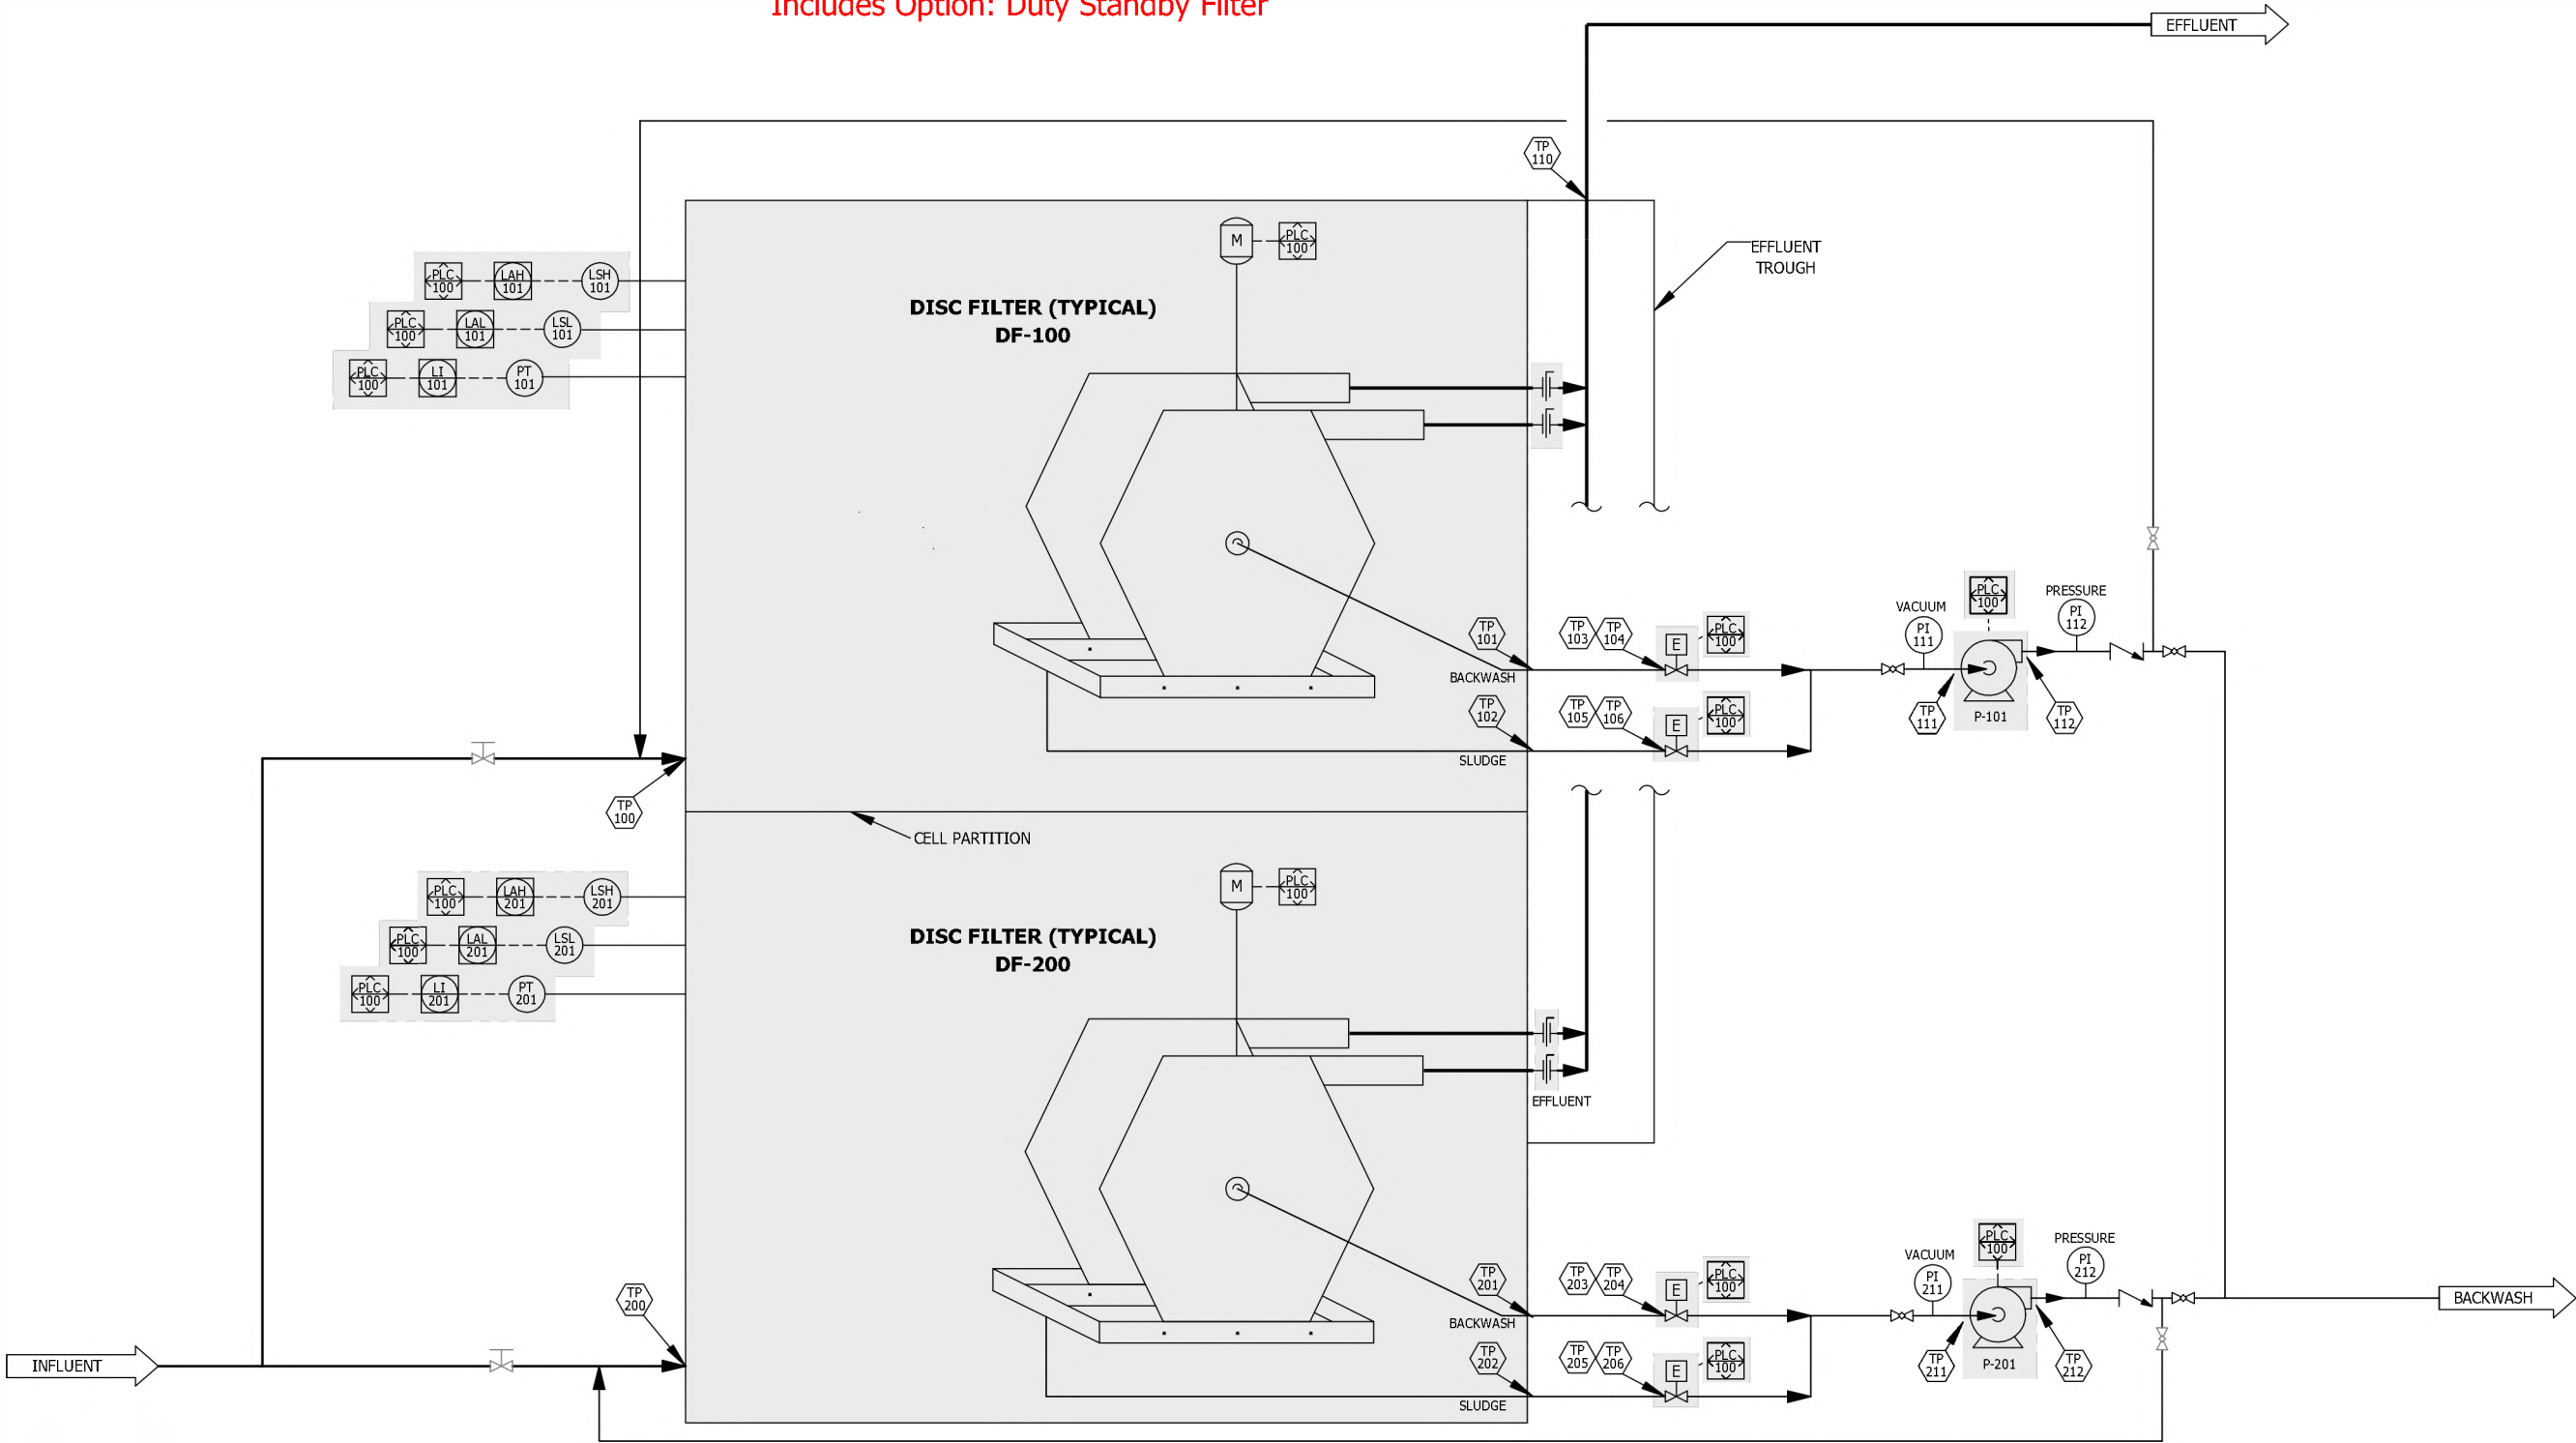 Includes Option: Duty Standby Filter
EFFLUENT
TP
110
EFFLUENT
TROUGH
M
PLC
100
PLC
100
LAH
101
LSH
101
PLC
100
LAL
101
LSL
101
PLC
100
LI
101
PT
101
DISC FILTER (TYPICAL)
DF-100
TP
101
BACKWASH
TP
103
TP
104
E
PLC
100
VACUUM
PI
111
PLC
100
PRESSURE
PI
112
TP
111
P-101
TP
112
TP
102
SLUDGE
TP
105
TP
106
E
PLC
100
TP
100
CELL PARTITION
M
PLC
100
PLC
100
LAH
201
LSH
201
PLC
100
LAL
201
LSL
201
PLC
100
LI
201
PT
201
DISC FILTER (TYPICAL)
DF-200
EFFLUENT
TP
201
BACKWASH
TP
203
TP
204
E
PLC
100
VACUUM
PI
211
PLC
100
PRESSURE
PI
212
BACKWASH
TP
200
INFLUENT
TP
211
P-201
TP
212
TP
202
SLUDGE
TP
205
TP
206
E
PLC
100